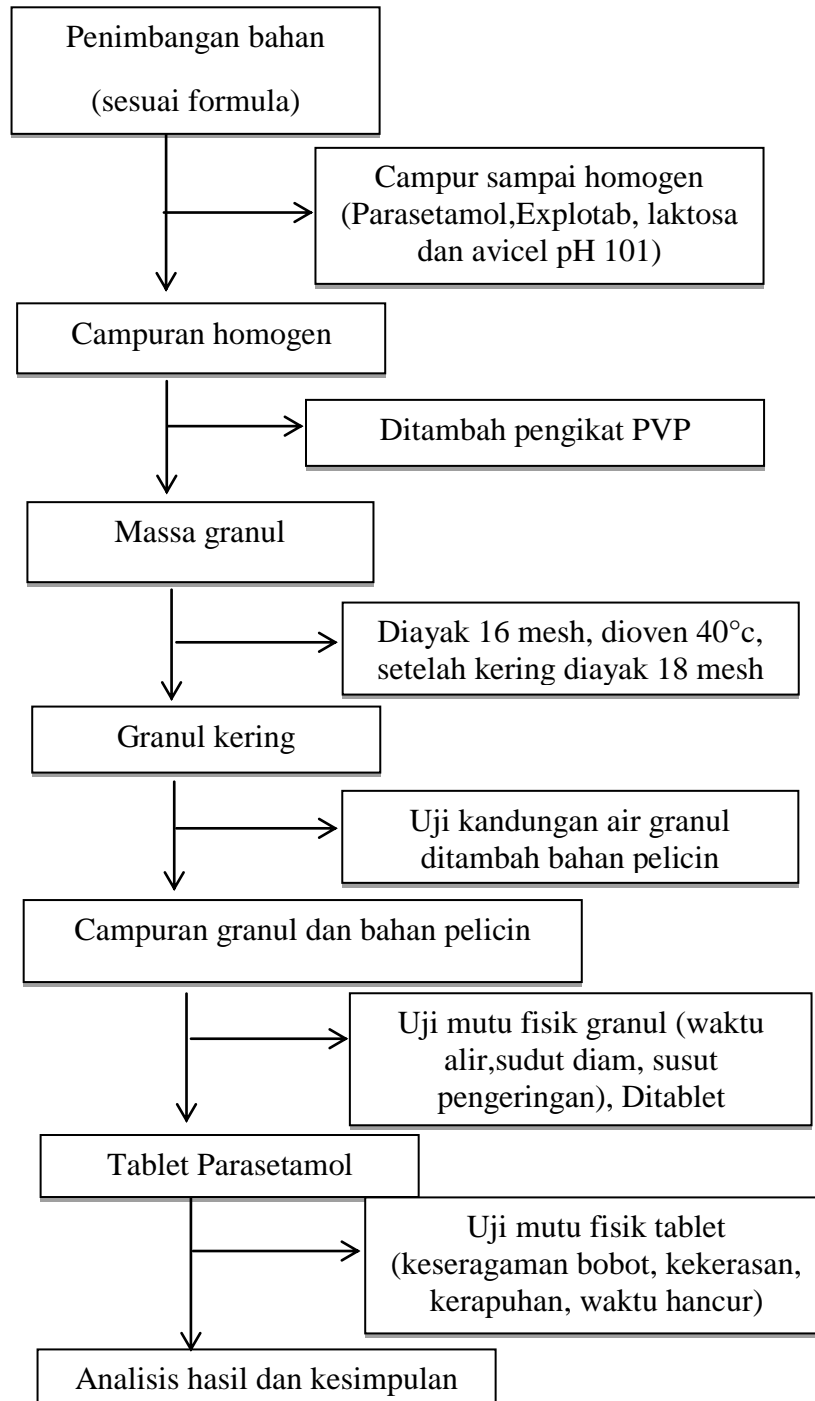 Penimbangan bahan
(sesuai formula)
Campur sampai homogen
(Parasetamol,Explotab, laktosa
dan avicel pH 101)
Campuran homogen
Ditambah pengikat PVP
Massa granul
Diayak 16 mesh, dioven 40°c,
setelah kering diayak 18 mesh
Granul kering
Uji kandungan air granul
ditambah bahan pelicin
Campuran granul dan bahan pelicin
Uji mutu fisik granul (waktu
alir,sudut diam, susut
pengeringan), Ditablet
Tablet Parasetamol
Uji mutu fisik tablet
(keseragaman bobot, kekerasan,
kerapuhan, waktu hancur)
Analisis hasil dan kesimpulan